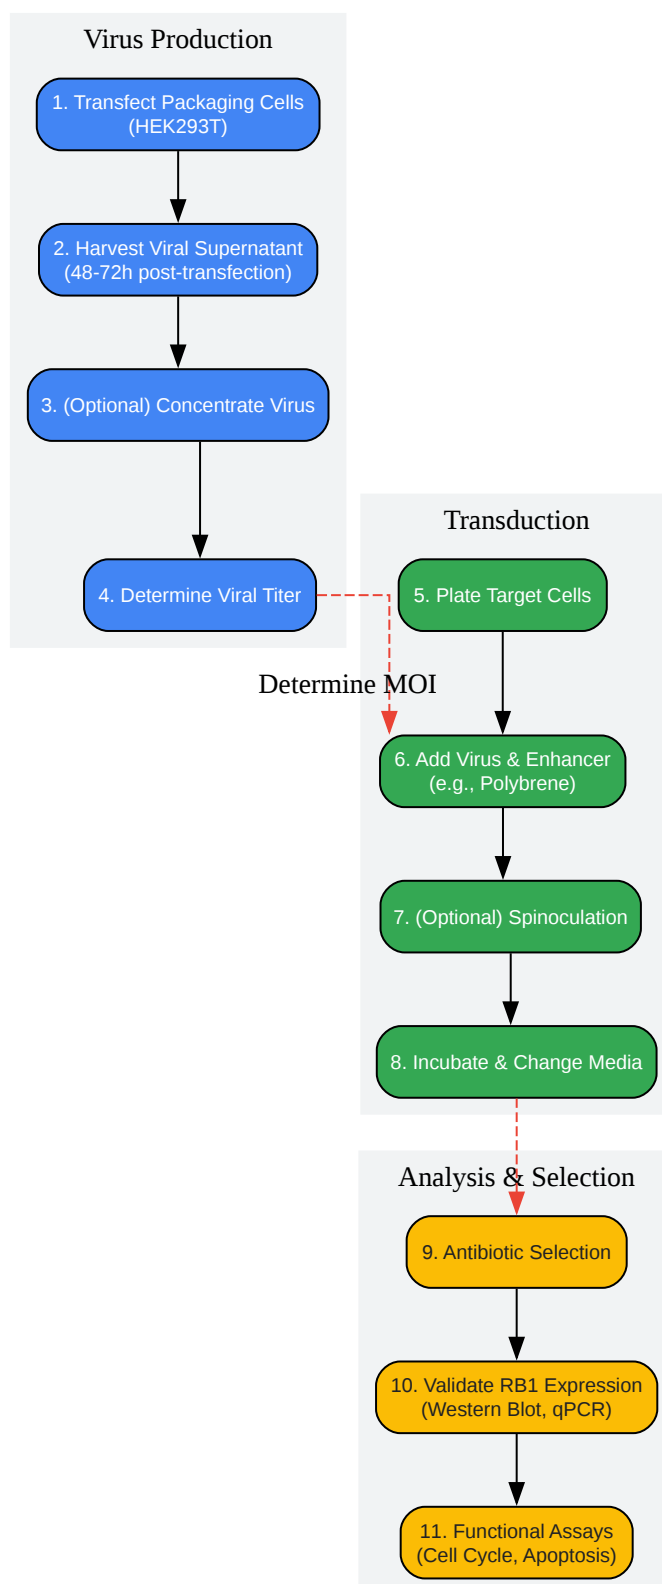 Virus Production
1. Transfect Packaging Cells
(HEK293T)
2. Harvest Viral Supernatant
(48-72h post-transfection)
3. (Optional) Concentrate Virus
4. Determine Viral Titer
Transduction
5. Plate Target Cells
Determine MOI
6. Add Virus & Enhancer
(e.g., Polybrene)
7. (Optional) Spinoculation
8. Incubate & Change Media
Analysis & Selection
9. Antibiotic Selection
10. Validate RB1 Expression
(Western Blot, qPCR)
11. Functional Assays
(Cell Cycle, Apoptosis)